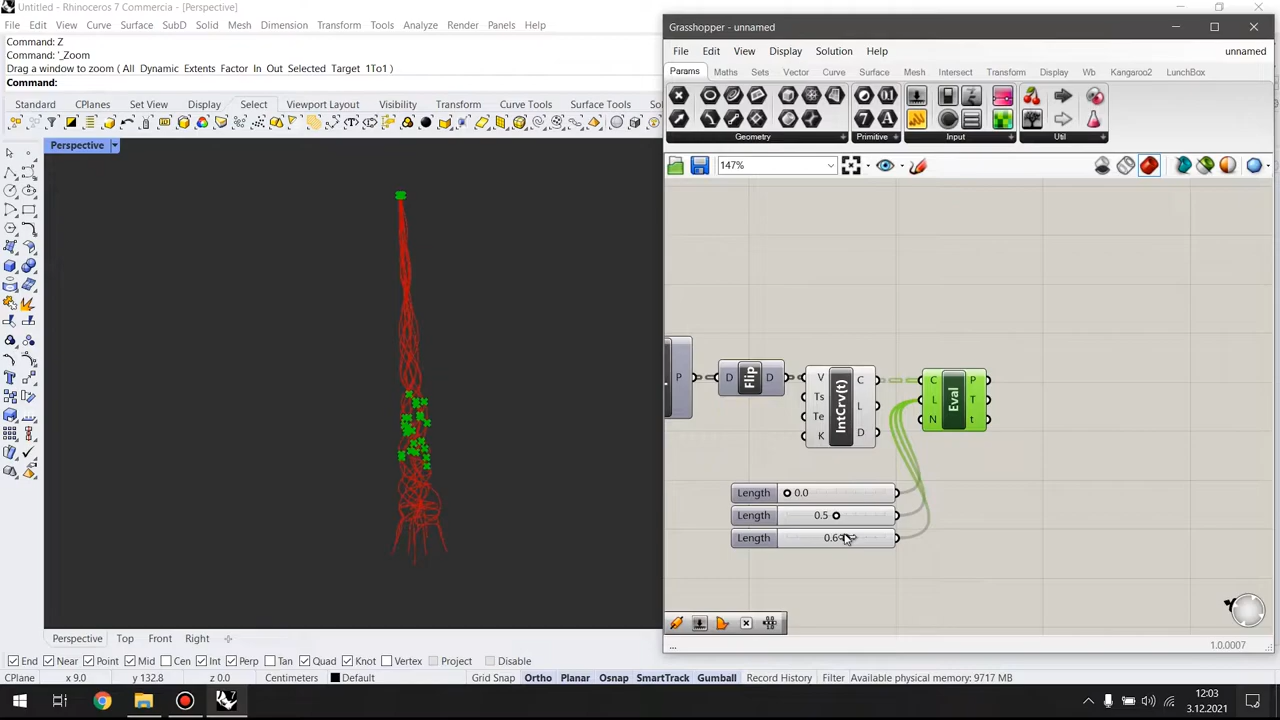 Untitled - Rhinoceros 7 Commercia - [Perspective]
File Edit View Curve Surface SubD Solid Mesh Dimension Transform Tools Analyze Render Panels Help
Command: Z
Command: '_Zoom
Drag a window to zoom ( All Dynamic Extents Factor In Out Selected Target 1To1 )
Command:
Standard CPlanes Set View Display Select Viewport Layout Visibility Transform Curve Tools Surface Tools
Perspective
Grasshopper - unnamed
File Edit View Display Solution Help unnamed
Params Maths Sets Vector Curve Surface Mesh Intersect Transform Display Wb Kangaroo2 LunchBox
Geometry Primitive Input Util
147%
P
D Flip D
V Ts Te K IntCrv(t) C L D
C L N Eval P T t
Length 0.0
Length 0.5
Length 0.6
...
1.0.0007
Perspective Top Front Right
End Near Point Mid Cen Int Perp Tan Quad Knot Vertex Project Disable
CPlane x 9.0 y 132.8 z 0.0 Centimeters Default Grid Snap Ortho Planar Osnap SmartTrack Gumball Record History Filter Available physical memory: 9717 MB
12:03
3.12.2021